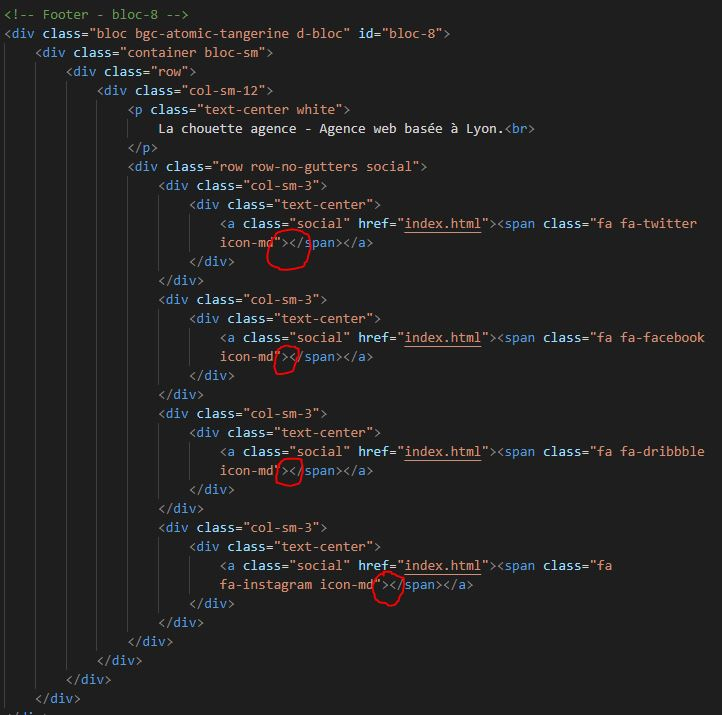 <!-- Footer - bloc-8 -->
<div class="bloc bgc-atomic-tangerine d-bloc" id="bloc-8">
<div class="container bloc-sm">
<div class="row">
<div class="col-sm-12">
<p class="text-center white">
La chouette agence - Agence web basée à Lyon.<br>
</p>
<div class="row row-no-gutters social">
<div class="col-sm-3">
<div class="text-center">
<a class="social" href="index.html"><span class="fa fa-twitter
icon-md"></span></a>
</div>
</div>
<div class="col-sm-3">
<div class="text-center">
<a class="social" href="index.html"><span class="fa fa-facebook
icon-md"></span></a>
</div>
</div>
<div class="col-sm-3">
<div class="text-center">
<a class="social" href="index.html"><span class="fa fa-dribbble
icon-md"></span></a>
</div>
</div>
<div class="col-sm-3">
<div class="text-center">
<a class="social" href="index.html"><span class="fa
fa-instagram icon-md"></span></a>
</div>
</div>
</div>
</div>
</div>
</div>